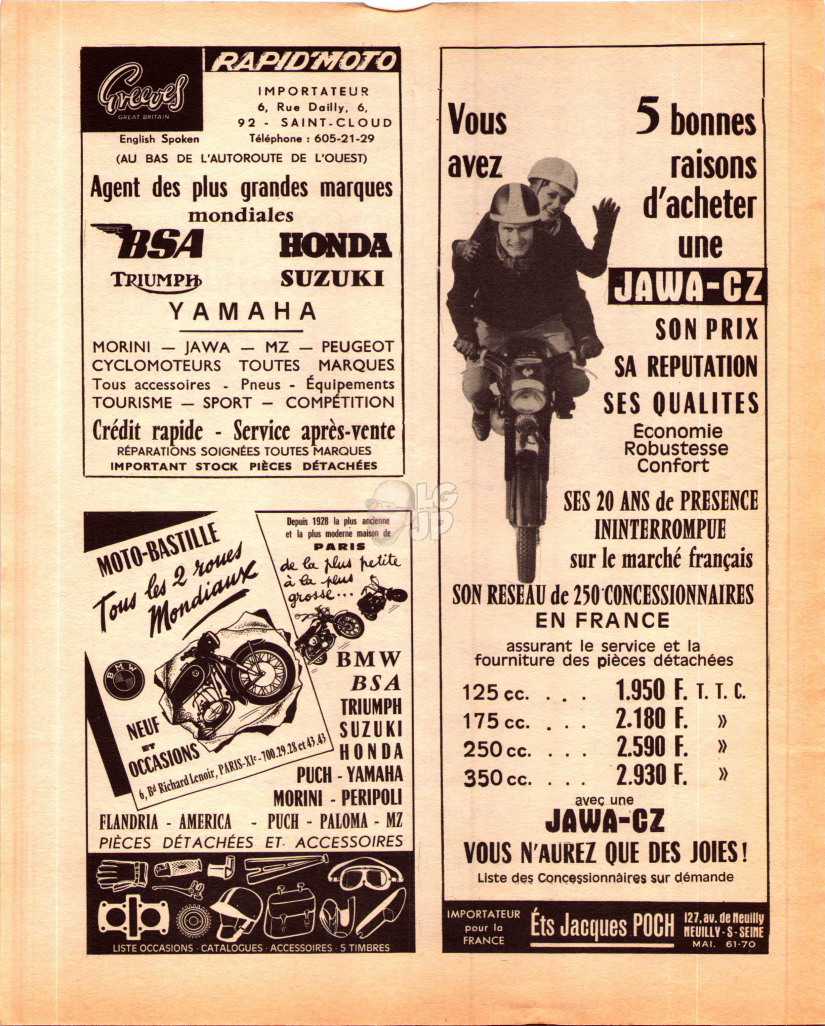 Greeves
GREAT BRITAIN
RAPID'MOTO
IMPORTATEUR
6, Rue Dailly, 6,
92 - SAINT-CLOUD
English Spoken
Téléphone : 605-21-29
(AU BAS DE L'AUTOROUTE DE L'OUEST)
Agent des plus grandes marques
mondiales
BSA HONDA
TRIUMPH SUZUKI
YAMAHA
MORINI — JAWA — MZ — PEUGEOT
CYCLOMOTEURS TOUTES MARQUES
Tous accessoires - Pneus - Équipements
TOURISME — SPORT — COMPÉTITION
Crédit rapide - Service après-vente
RÉPARATIONS SOIGNÉES TOUTES MARQUES
IMPORTANT STOCK PIÈCES DÉTACHÉES
MOTO-BASTILLE
Tous les 2 roues
Mondiaux
BMW
NEUF
ET
OCCASIONS
6, Bd Richard Lenoir, PARIS-XIe - 700.29.28 et 43.43
Depuis 1928 la plus ancienne
et la plus moderne maison de
PARIS
de la plus petite
à la plus
grosse...
BMW
BSA
TRIUMPH
SUZUKI
HONDA
PUCH - YAMAHA
MORINI - PERIPOLI
FLANDRIA - AMERICA - PUCH - PALOMA - MZ
PIÈCES DÉTACHÉES ET ACCESSOIRES
LISTE OCCASIONS · CATALOGUES · ACCESSOIRES · 5 TIMBRES
Vous
avez
5 bonnes
raisons
d'acheter
une
JAWA-CZ
SON PRIX
SA REPUTATION
SES QUALITES
Économie
Robustesse
Confort
SES 20 ANS de PRESENCE
ININTERROMPUE
sur le marché français
SON RESEAU de 250 CONCESSIONNAIRES
EN FRANCE
assurant le service et la
fourniture des pièces détachées
125 cc. . . . 1.950 F. T. T. C.
175 cc. . . . 2.180 F. »
250 cc. . . . 2.590 F. »
350 cc. . . . 2.930 F. »
avec une
JAWA-CZ
VOUS N'AUREZ QUE DES JOIES !
Liste des Concessionnaires sur démande
IMPORTATEUR
pour la
FRANCE
Éts Jacques POCH
127, av. de Neuilly
NEUILLY-S-SEINE
MAI. 61-70
LG
JD